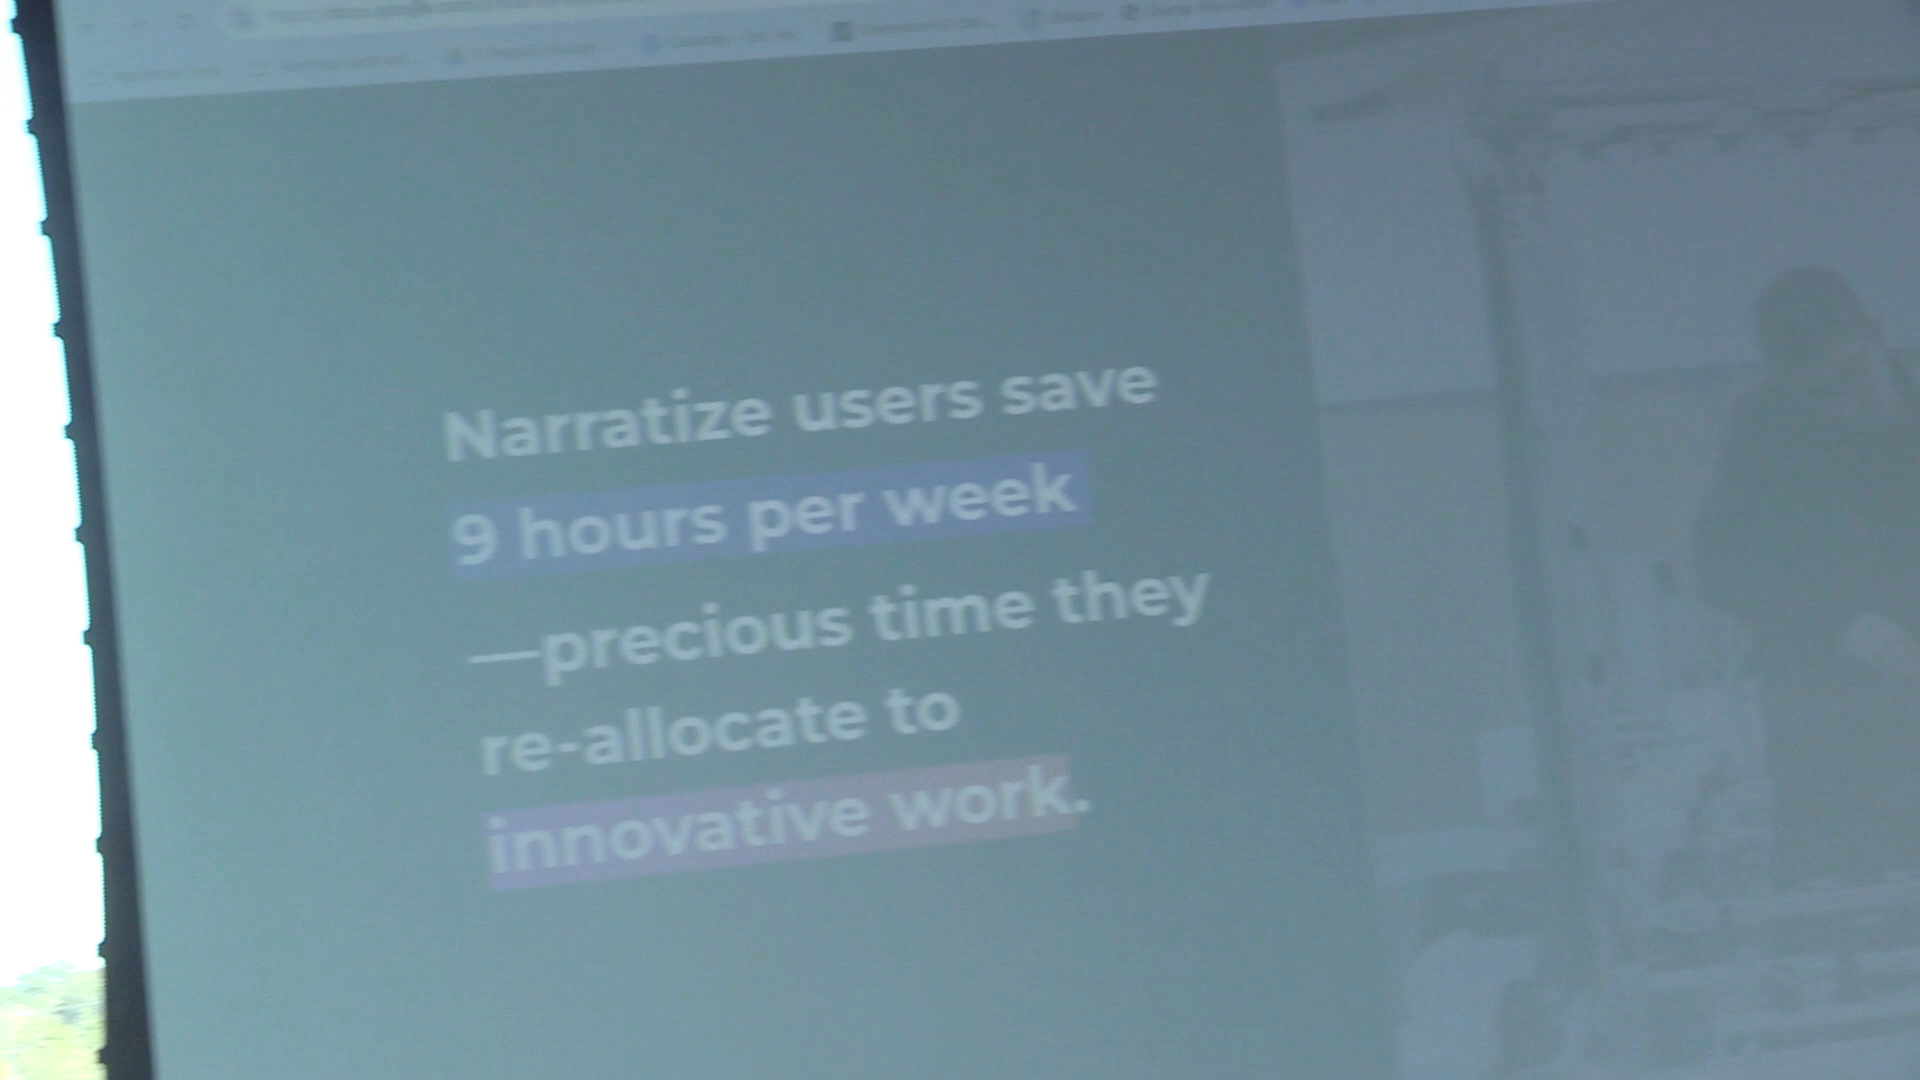 Narratize users save
9 hours per week
—precious time they
re-allocate to
innovative work.